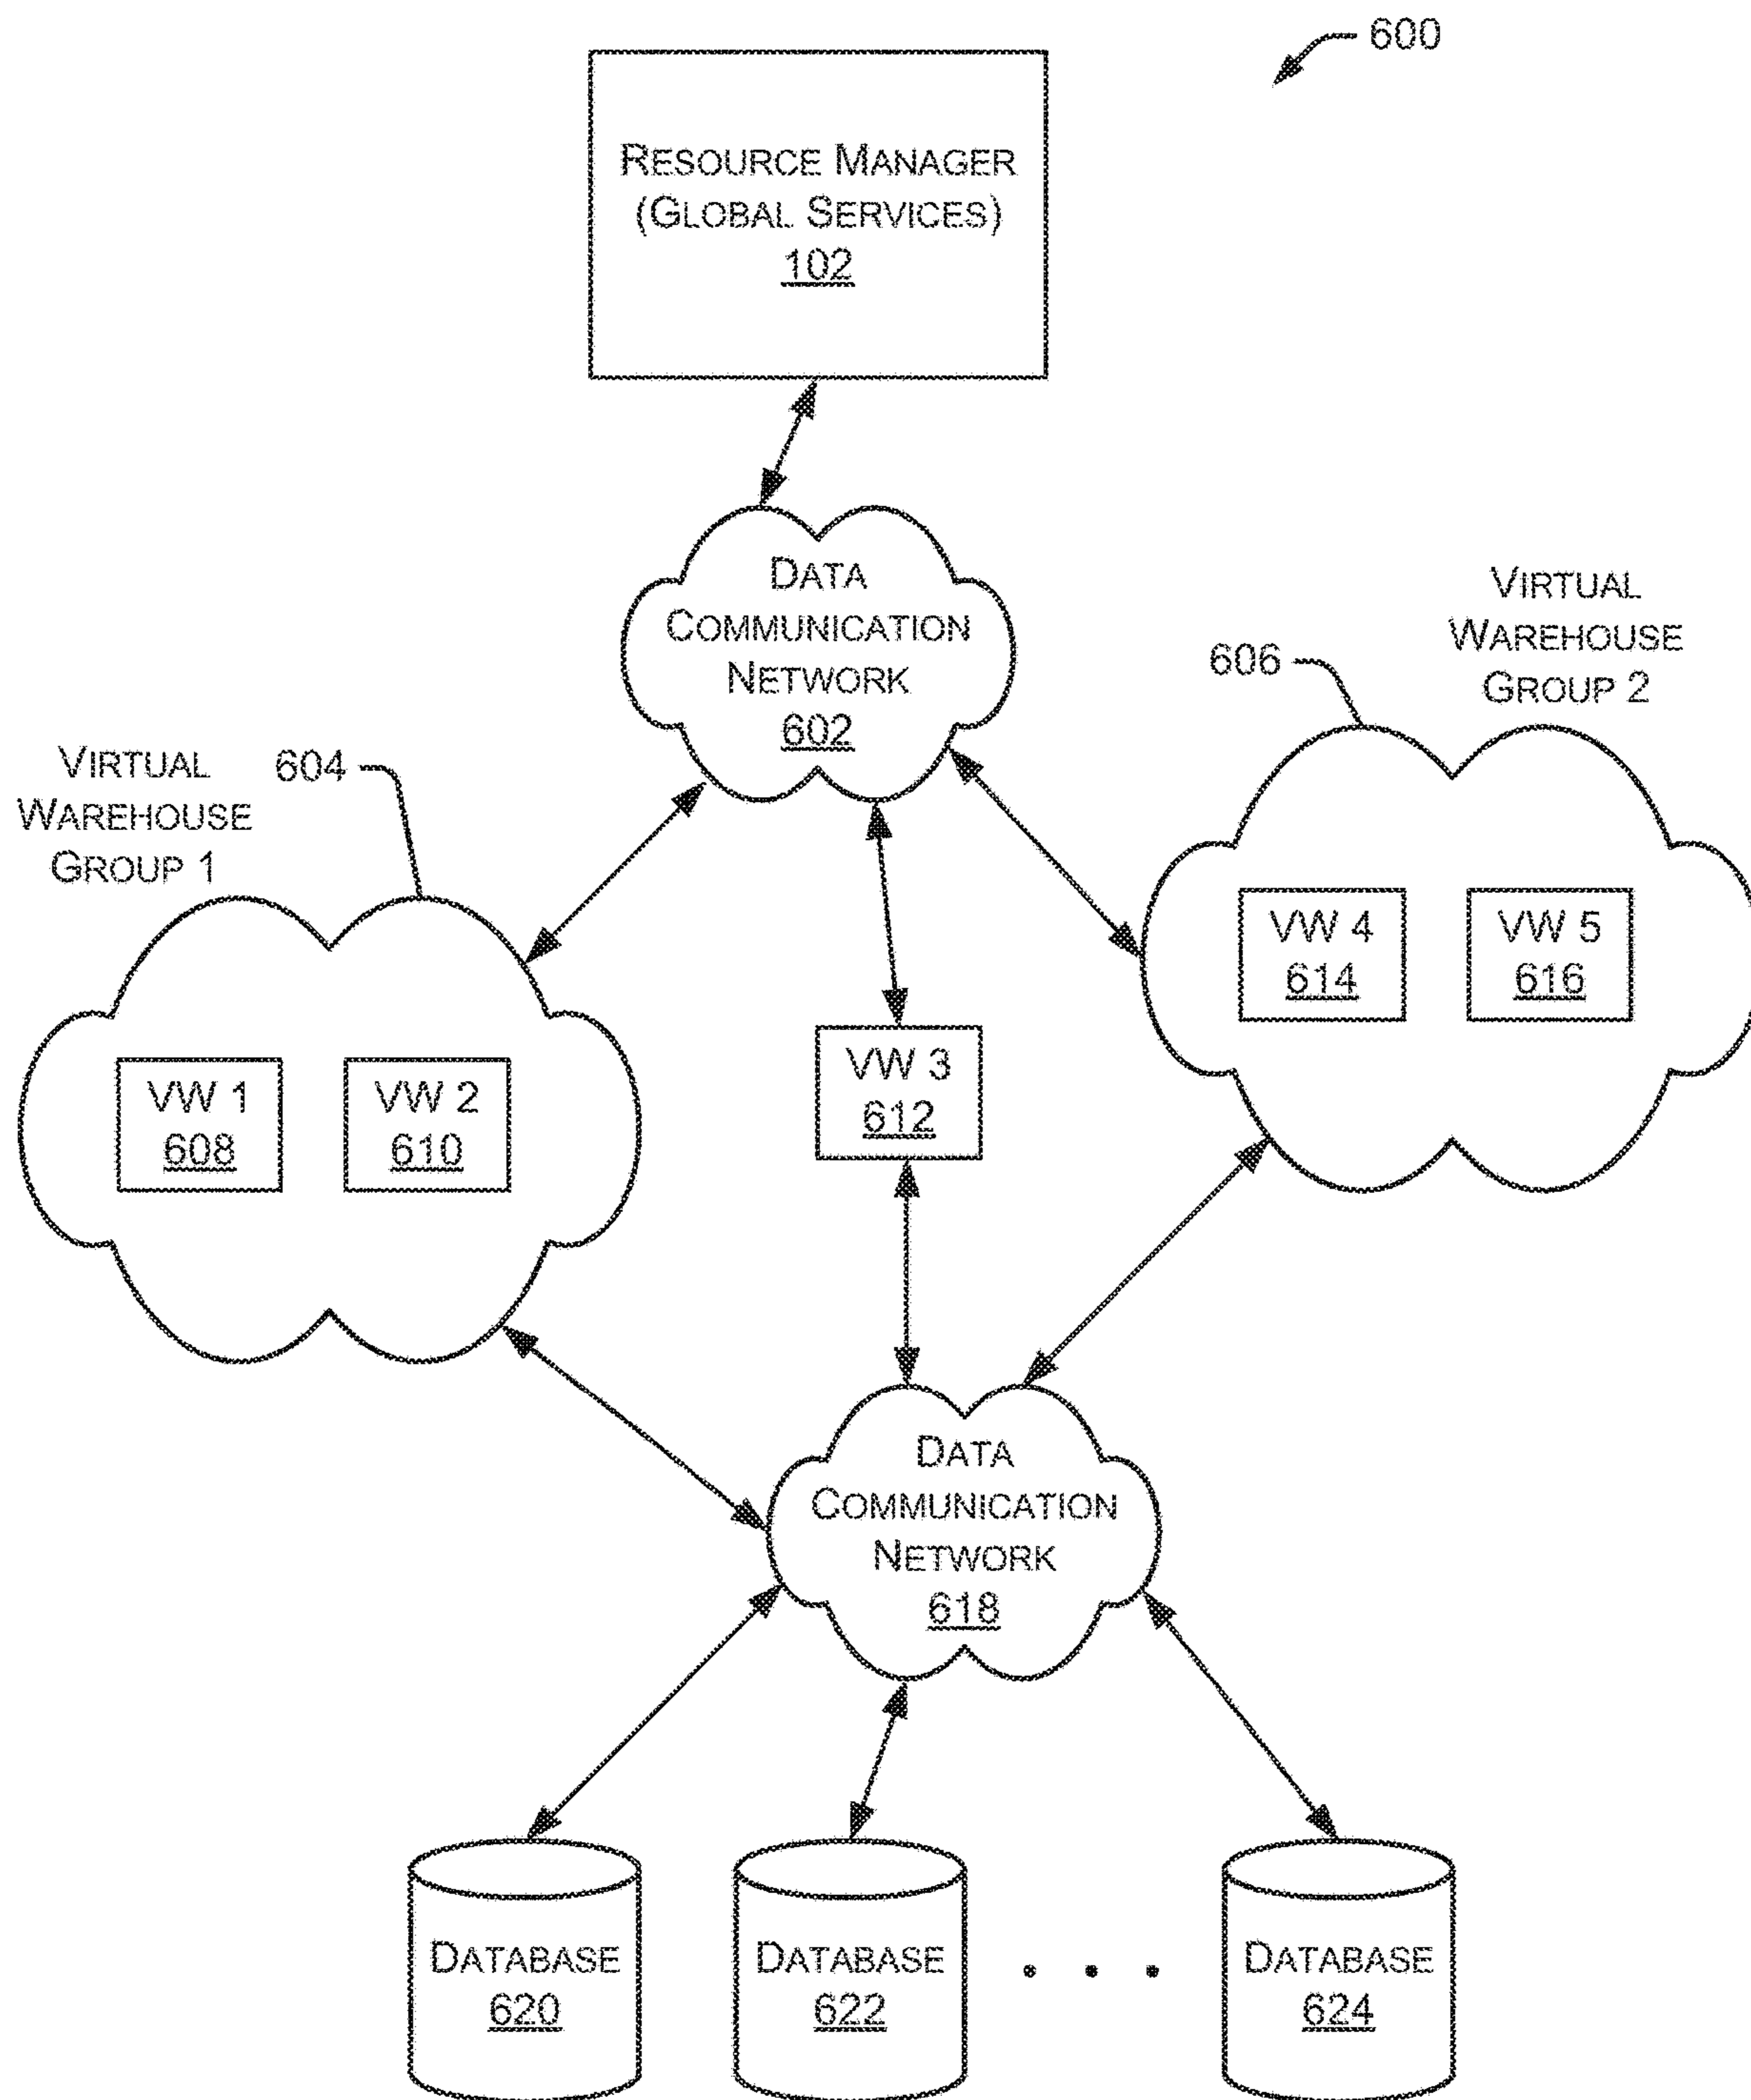 600
RESOURCE MANAGER
(GLOBAL SERVICES)
102
DATA
COMMUNICATION
NETWORK
602
VIRTUAL
WAREHOUSE
GROUP 2
606
VIRTUAL
WAREHOUSE
GROUP 1
604
VW 4
614
VW 5
616
VW 3
612
VW 1
608
VW 2
610
DATA
COMMUNICATION
NETWORK
618
DATABASE
620
DATABASE
622
. . .
DATABASE
624